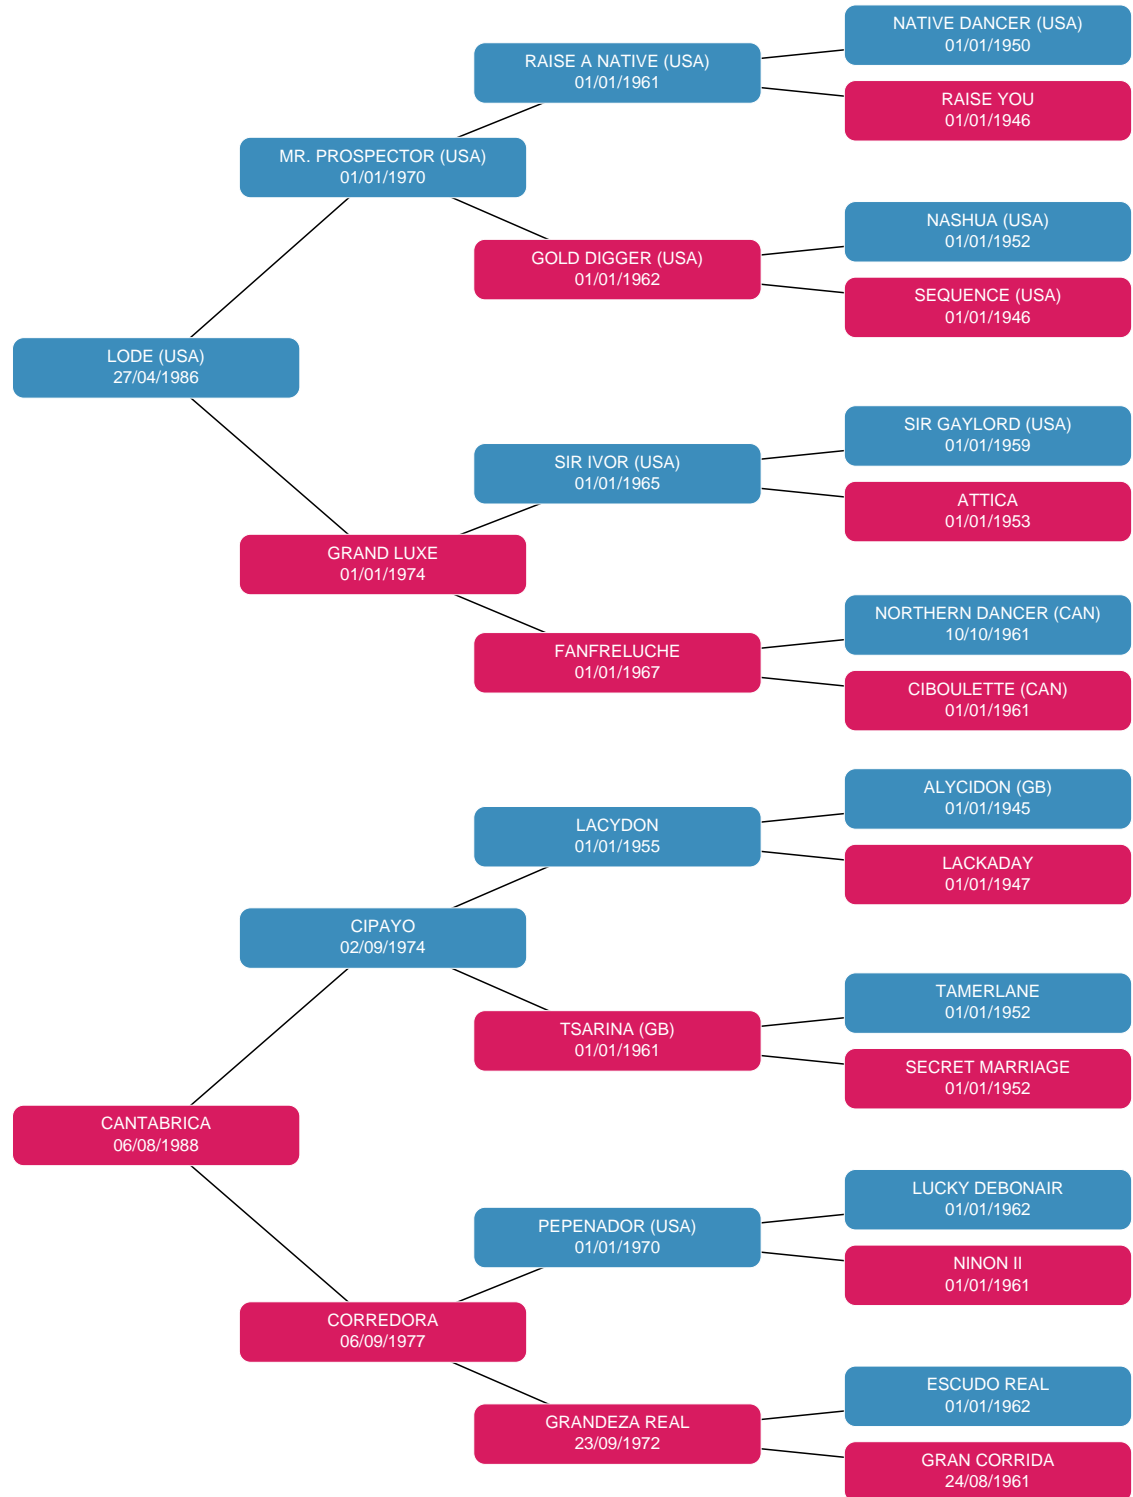 NATIVE DANCER (USA)
01/01/1950
RAISE A NATIVE (USA)
01/01/1961
RAISE YOU
01/01/1946
MR. PROSPECTOR (USA)
01/01/1970
NASHUA (USA)
01/01/1952
GOLD DIGGER (USA)
01/01/1962
SEQUENCE (USA)
01/01/1946
LODE (USA)
27/04/1986
SIR GAYLORD (USA)
01/01/1959
SIR IVOR (USA)
01/01/1965
ATTICA
01/01/1953
GRAND LUXE
01/01/1974
NORTHERN DANCER (CAN)
10/10/1961
FANFRELUCHE
01/01/1967
CIBOULETTE (CAN)
01/01/1961
ALYCIDON (GB)
01/01/1945
LACYDON
01/01/1955
LACKADAY
01/01/1947
CIPAYO
02/09/1974
TAMERLANE
01/01/1952
TSARINA (GB)
01/01/1961
SECRET MARRIAGE
01/01/1952
CANTABRICA
06/08/1988
LUCKY DEBONAIR
01/01/1962
PEPENADOR (USA)
01/01/1970
NINON II
01/01/1961
CORREDORA
06/09/1977
ESCUDO REAL
01/01/1962
GRANDEZA REAL
23/09/1972
GRAN CORRIDA
24/08/1961